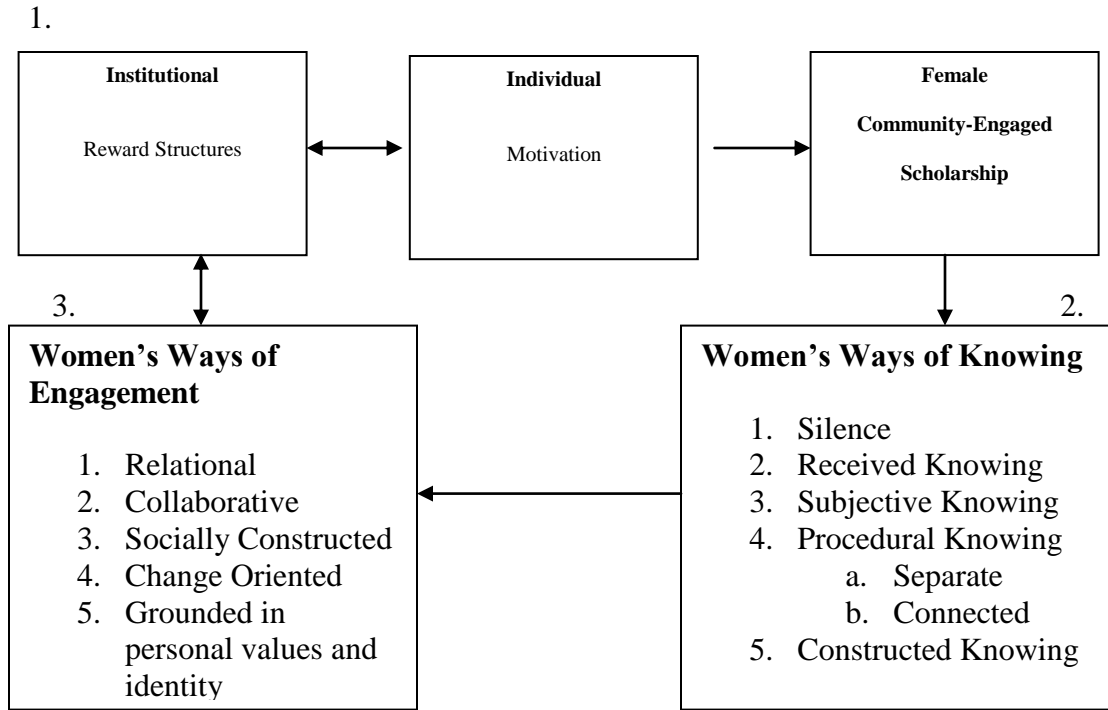 1.
Institutional
Reward Structures
Individual
Motivation
Female
Community-Engaged
Scholarship
3.
Women’s Ways of
Engagement
1. Relational
2. Collaborative
3. Socially Constructed
4. Change Oriented
5. Grounded in
personal values and
identity
2.
Women’s Ways of Knowing
1. Silence
2. Received Knowing
3. Subjective Knowing
4. Procedural Knowing
a. Separate
b. Connected
5. Constructed Knowing